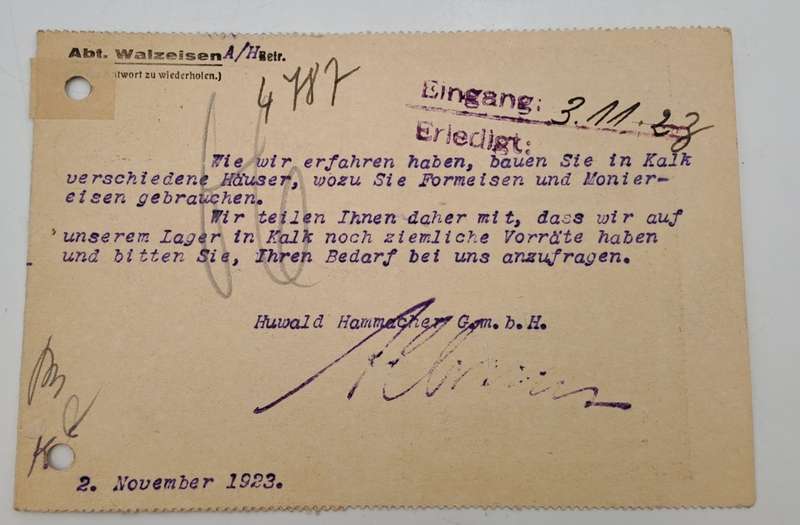 Abt. Walzeisen A/H Betr.
Antwort zu wiederholen.)
4787
Eingang: 3.11.23
Erledigt:
Wie wir erfahren haben, bauen Sie in Kalk
verschiedene Häuser, wozu Sie Formeisen und Monier-
eisen gebrauchen.
Wir teilen Ihnen daher mit, dass wir auf
unserem Lager in Kalk noch ziemliche Vorräte haben
und bitten Sie, Ihren Bedarf bei uns anzufragen.
Huwald Hammacher G.m.b.H.
2. November 1923.